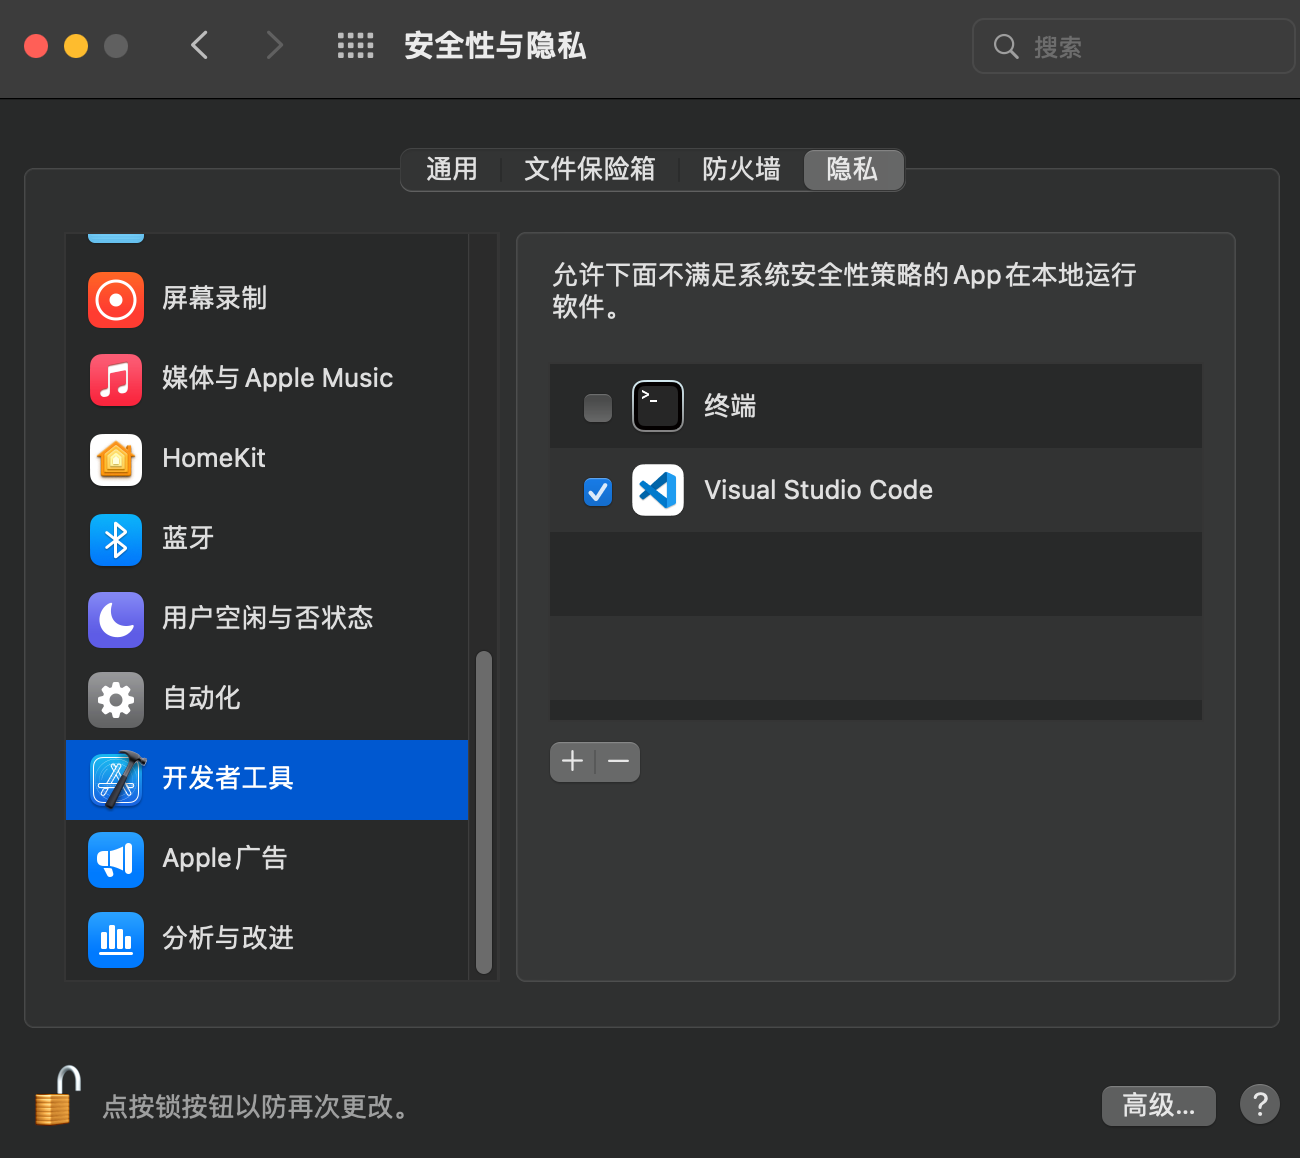 安全性与隐私
搜索
通用
文件保险箱
防火墙
隐私
屏幕录制
媒体与 Apple Music
HomeKit
蓝牙
用户空闲与否状态
自动化
开发者工具
Apple广告
分析与改进
允许下面不满足系统安全性策略的 App 在本地运行
软件。
终端
Visual Studio Code
点按锁按钮以防再次更改。
高级...
?